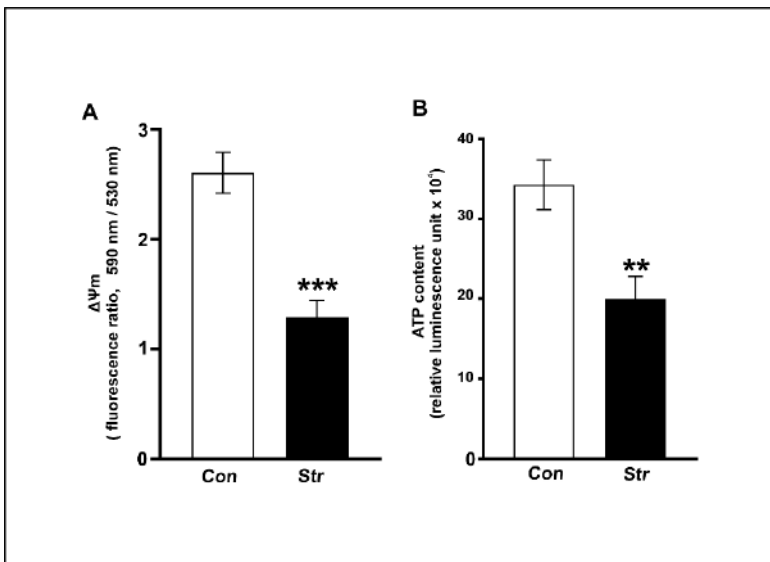 A
3
2
1
0
ΔΨm
( fluorescence ratio, 590 nm / 530 nm)
***
Con
Str
B
40
30
20
10
0
ATP content
(relative luminescence unit x 10⁴)
**
Con
Str